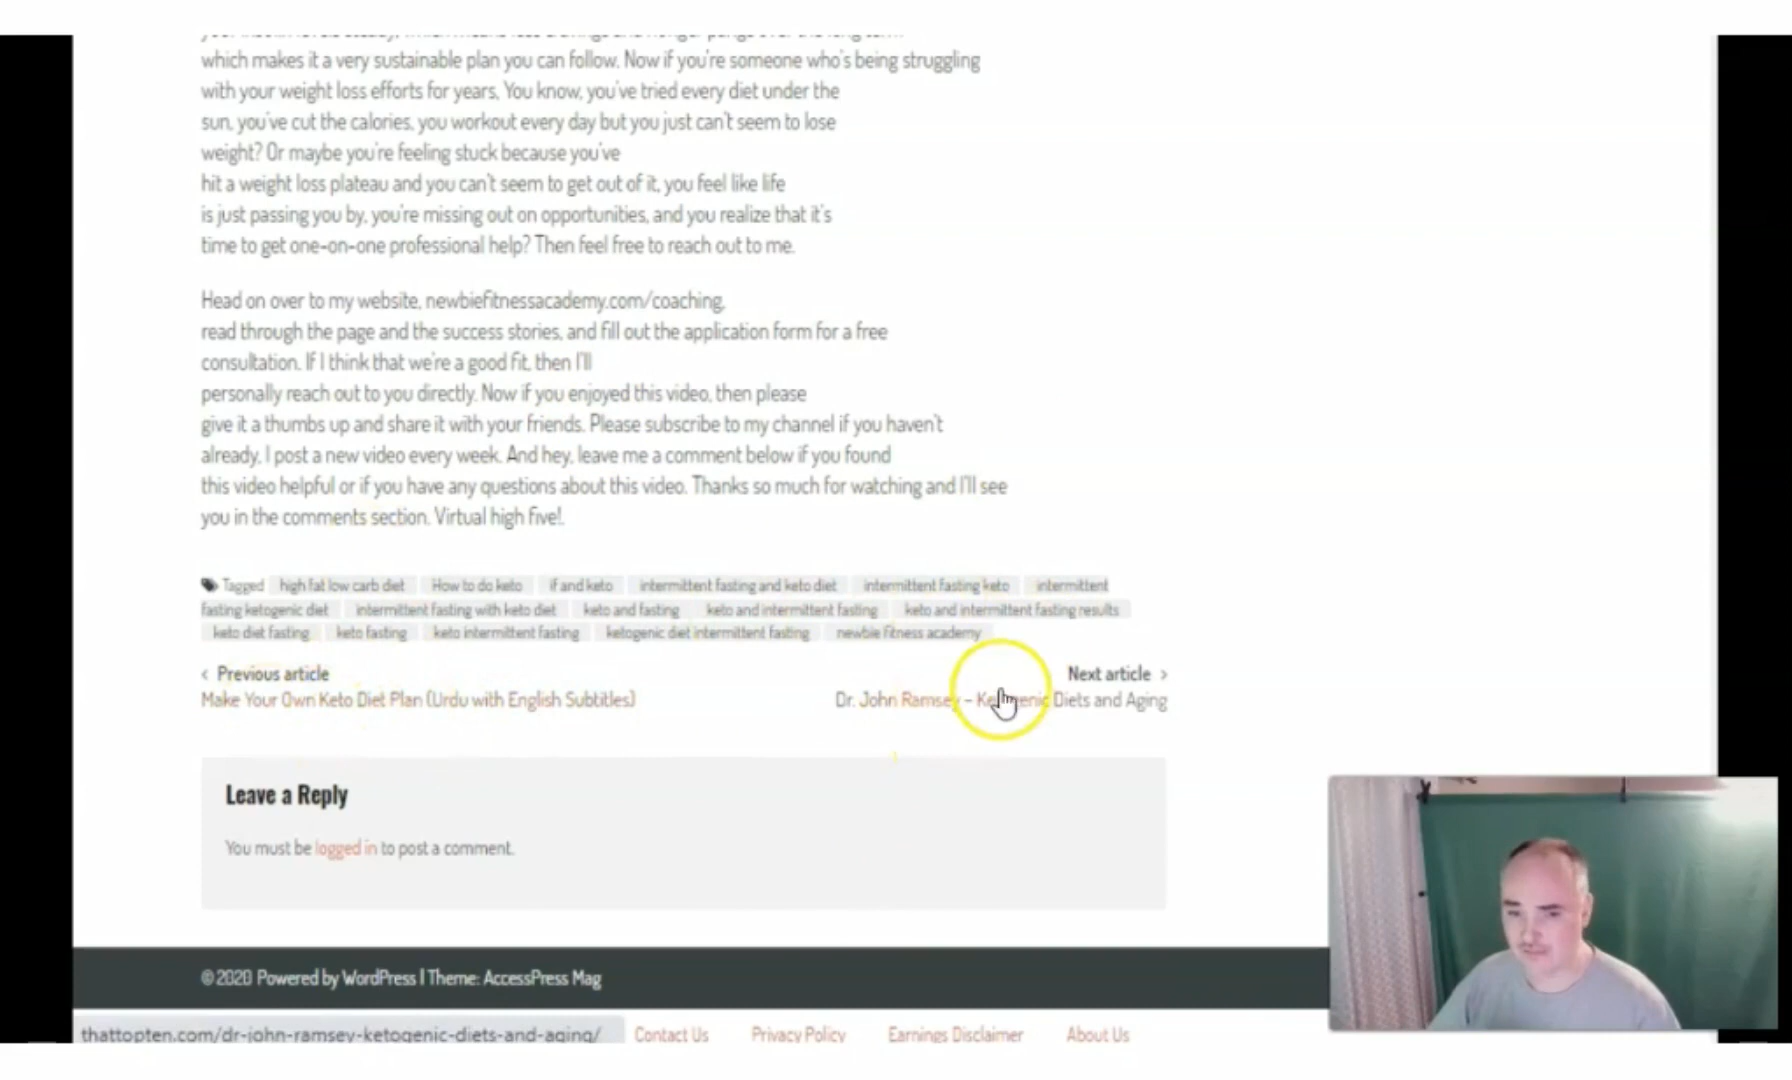 which makes it a very sustainable plan you can follow. Now if you're someone who's being struggling
with your weight loss efforts for years, You know, you've tried every diet under the
sun, you've cut the calories, you workout every day but you just can't seem to lose
weight? Or maybe you're feeling stuck because you've
hit a weight loss plateau and you can't seem to get out of it, you feel like life
is just passing you by, you're missing out on opportunities, and you realize that it's
time to get one-on-one professional help? Then feel free to reach out to me.
Head on over to my website, newbiefitnessacademy.com/coaching,
read through the page and the success stories, and fill out the application form for a free
consultation. If I think that we're a good fit, then I'll
personally reach out to you directly. Now if you enjoyed this video, then please
give it a thumbs up and share it with your friends. Please subscribe to my channel if you haven't
already, I post a new video every week. And hey, leave me a comment below if you found
this video helpful or if you have any questions about this video. Thanks so much for watching and I'll see
you in the comments section. Virtual high five!.
Tagged high fat low carb diet How to do keto if and keto intermittent fasting and keto diet intermittent fasting keto intermittent
fasting ketogenic diet intermittent fasting with keto diet keto and fasting keto and intermittent fasting keto and intermittent fasting results
keto diet fasting keto fasting keto intermittent fasting ketogenic diet intermittent fasting newbie fitness academy
‹ Previous article Next article ›
Make Your Own Keto Diet Plan (Urdu with English Subtitles) Dr. John Ramsey – Ketogenic Diets and Aging
Leave a Reply
You must be logged in to post a comment.
© 2020 Powered by WordPress | Theme: AccessPress Mag
thattopten.com/dr-john-ramsey-ketogenic-diets-and-aging/ Contact Us Privacy Policy Earnings Disclaimer About Us